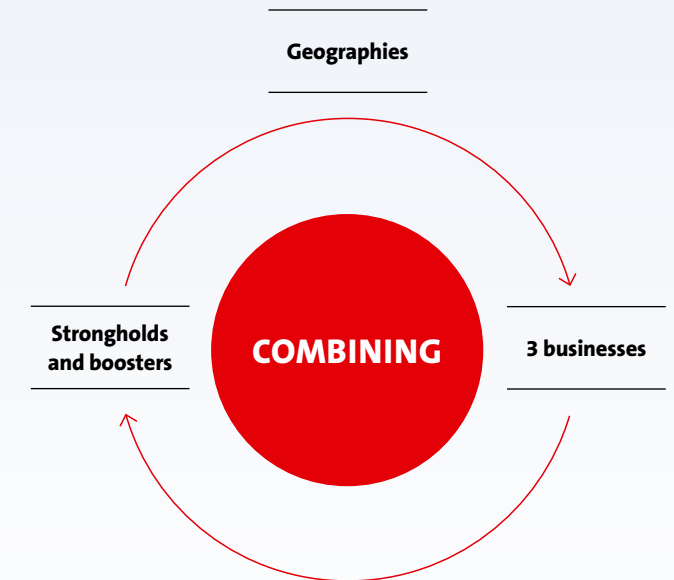 Geographies
Strongholds
and boosters
COMBINING
3 businesses